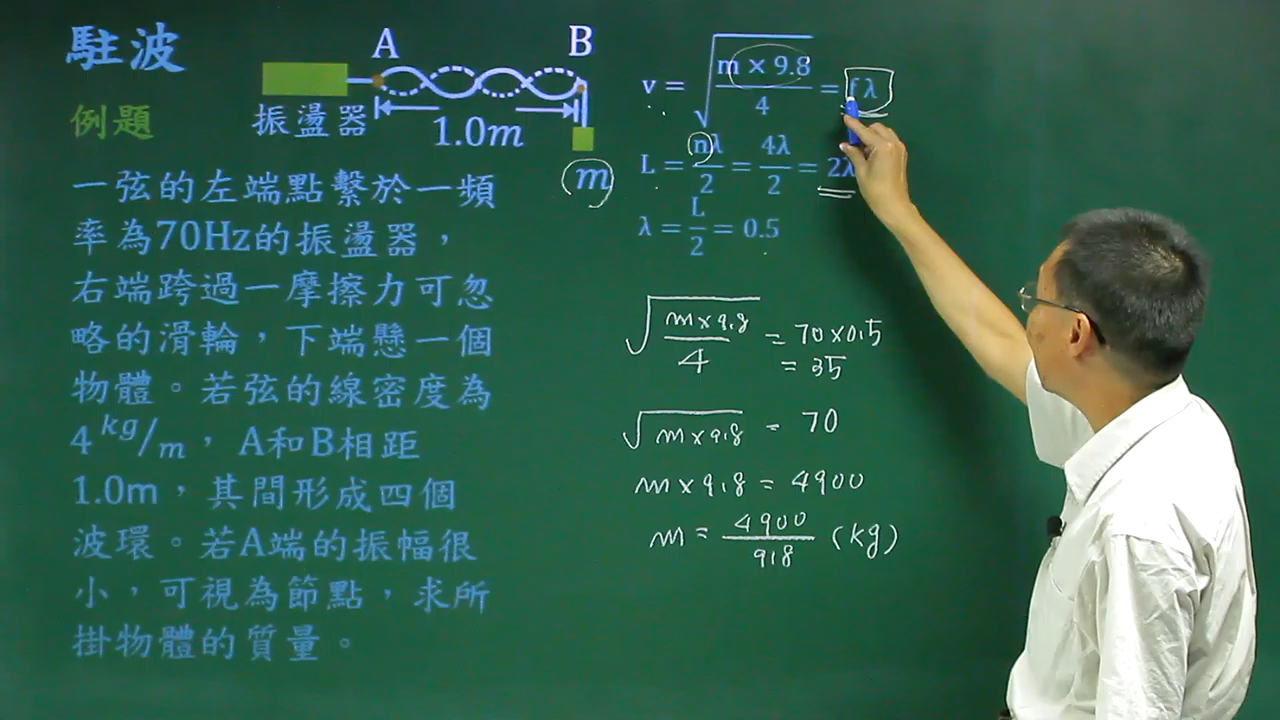 駐波
例題
A
B
振盪器
1.0m
m
一弦的左端點繫於一頻
率為70Hz的振盪器，
右端跨過一摩擦力可忽
略的滑輪，下端懸一個
物體。若弦的線密度為
4 kg/m，A和B相距
1.0m，其間形成四個
波環。若A端的振幅很
小，可視為節點，求所
掛物體的質量。
v = √(m × 9.8 / 4) = fλ
L = nλ/2 = 4λ/2 = 2λ
λ = L/2 = 0.5
√(m×9.8 / 4) = 70×0.5
= 35
√(m×9.8) = 70
m×9.8 = 4900
m = 4900/9.8 (kg)